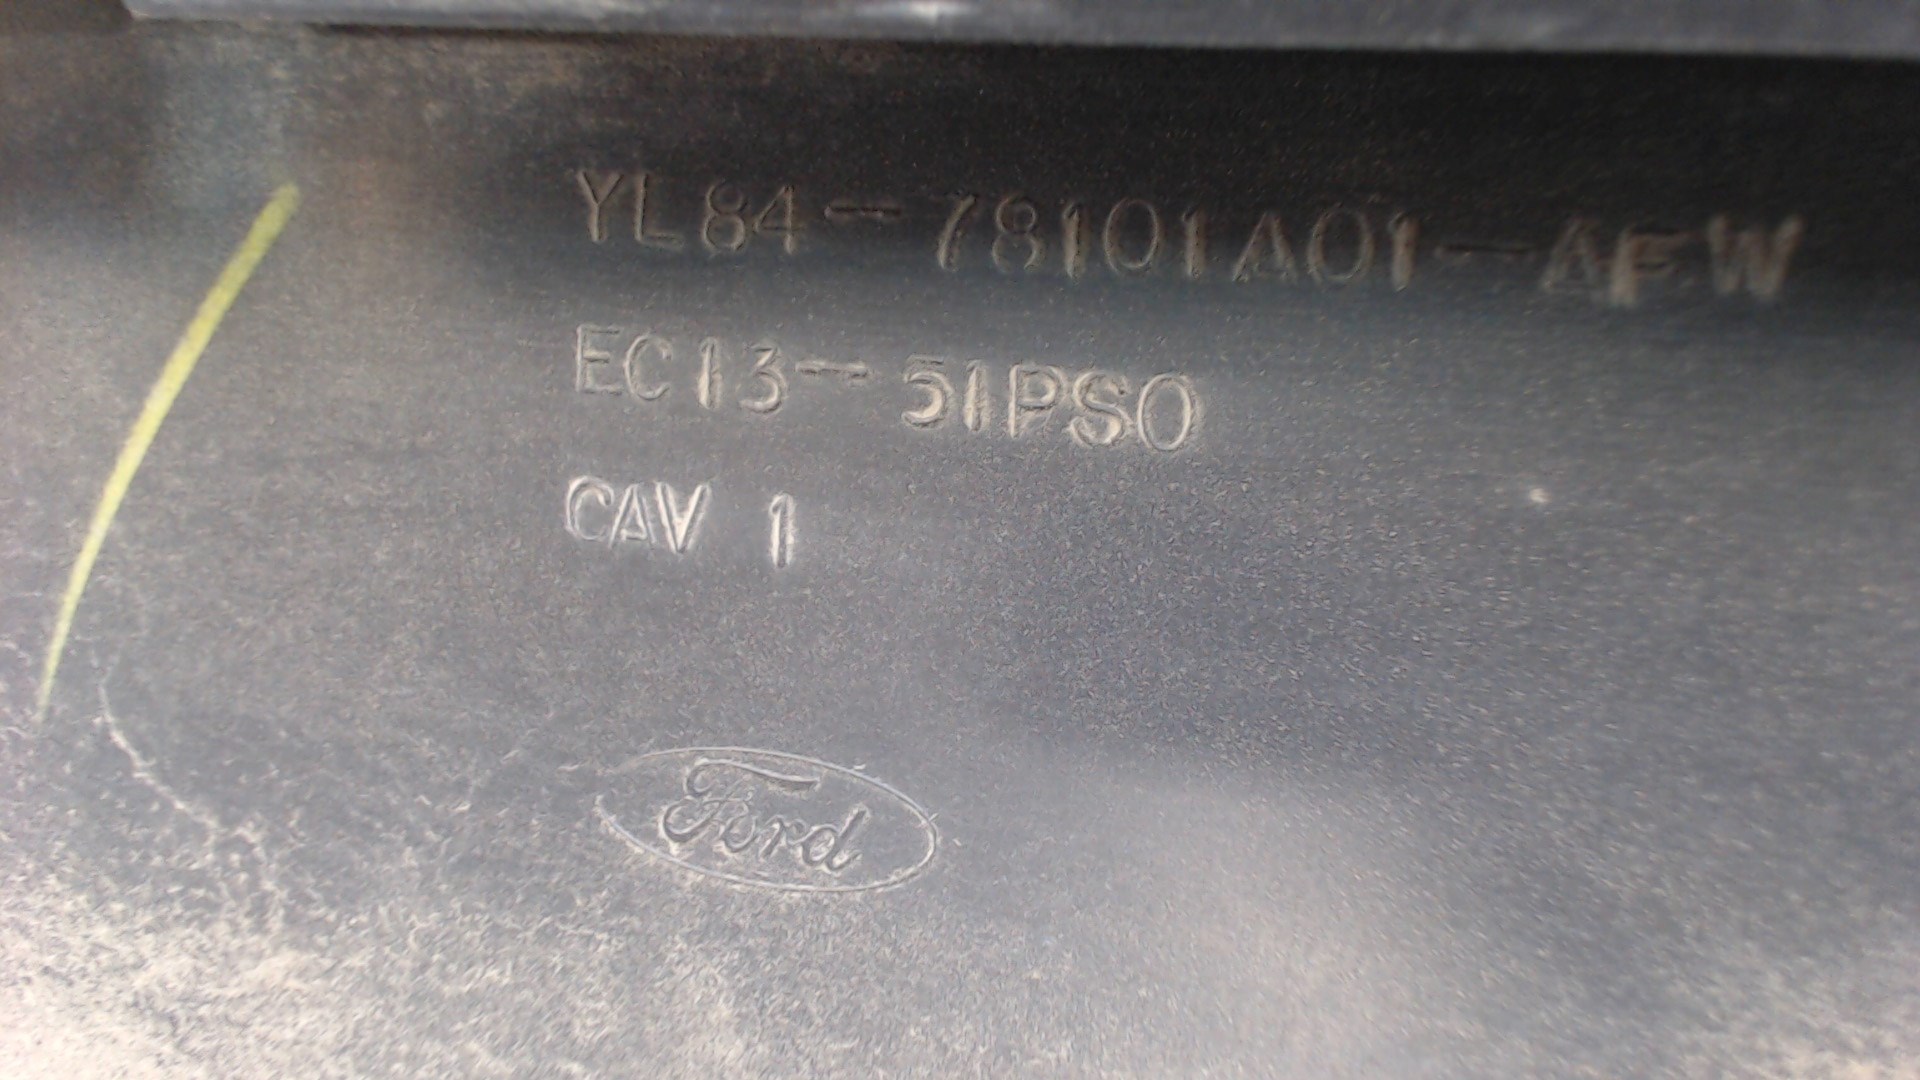 YL84-78101A01-AFW
EC13-51PSO
CAV 1
Ford